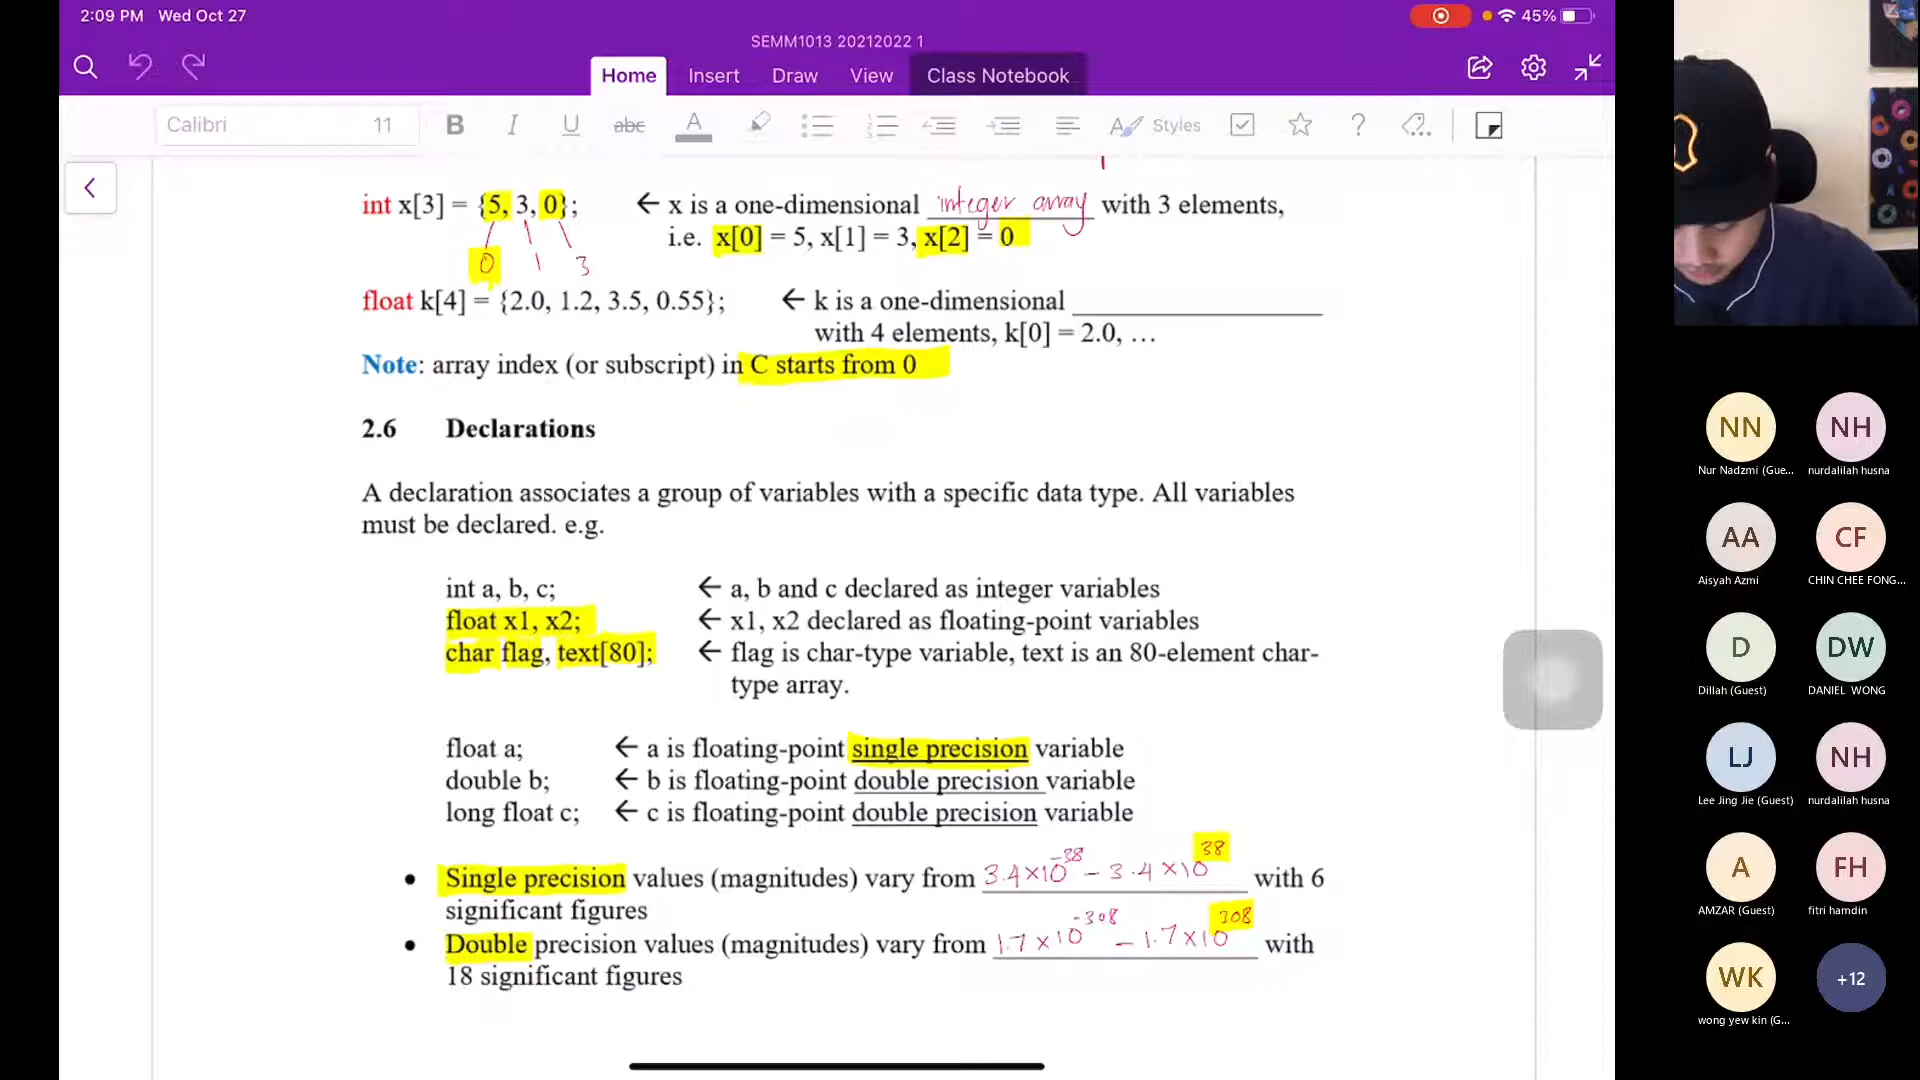 2:09 PM Wed Oct 27
45%
SEMM1013 20212022 1
Home Insert Draw View Class Notebook
Calibri 11 B I U abc A Styles ?
int x[3] = {5, 3, 0}; ← x is a one-dimensional integer array with 3 elements,
i.e. x[0] = 5, x[1] = 3, x[2] = 0
0 1 3
float k[4] = {2.0, 1.2, 3.5, 0.55}; ← k is a one-dimensional
with 4 elements, k[0] = 2.0, …
Note: array index (or subscript) in C starts from 0
2.6 Declarations
A declaration associates a group of variables with a specific data type. All variables
must be declared. e.g.
int a, b, c; ← a, b and c declared as integer variables
float x1, x2; ← x1, x2 declared as floating-point variables
char flag, text[80]; ← flag is char-type variable, text is an 80-element char-
type array.
float a; ← a is floating-point single precision variable
double b; ← b is floating-point double precision variable
long float c; ← c is floating-point double precision variable
• Single precision values (magnitudes) vary from 3.4×10^-38 – 3.4×10^38 with 6
significant figures
• Double precision values (magnitudes) vary from 1.7×10^-308 – 1.7×10^308 with
18 significant figures
NN NH
Nur Nadzmi (Gue... nurdalilah husna
AA CF
Aisyah Azmi CHIN CHEE FONG...
D DW
Dillah (Guest) DANIEL WONG
LJ NH
Lee Jing Jie (Guest) nurdalilah husna
A FH
AMZAR (Guest) fitri hamdin
WK +12
wong yew kin (G...